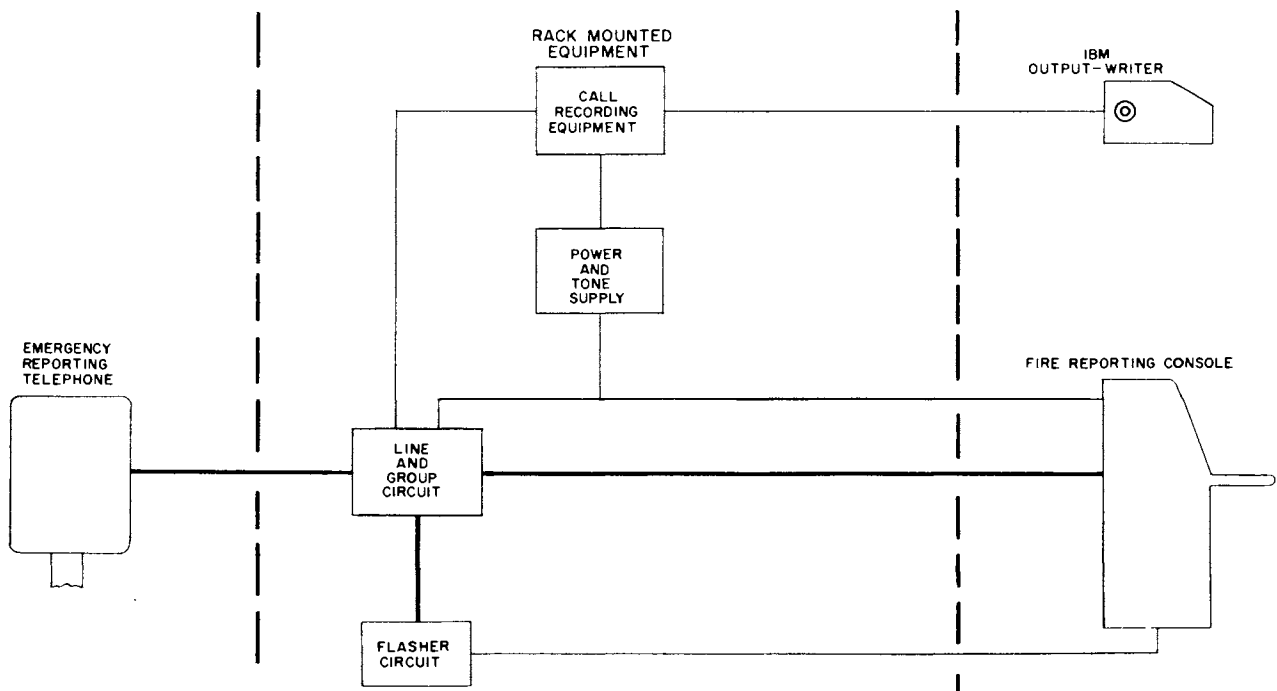 RACK MOUNTED
EQUIPMENT
IBM
OUTPUT-WRITER
CALL
RECORDING
EQUIPMENT
POWER
AND
TONE
SUPPLY
EMERGENCY
REPORTING
TELEPHONE
FIRE REPORTING CONSOLE
LINE
AND
GROUP
CIRCUIT
FLASHER
CIRCUIT